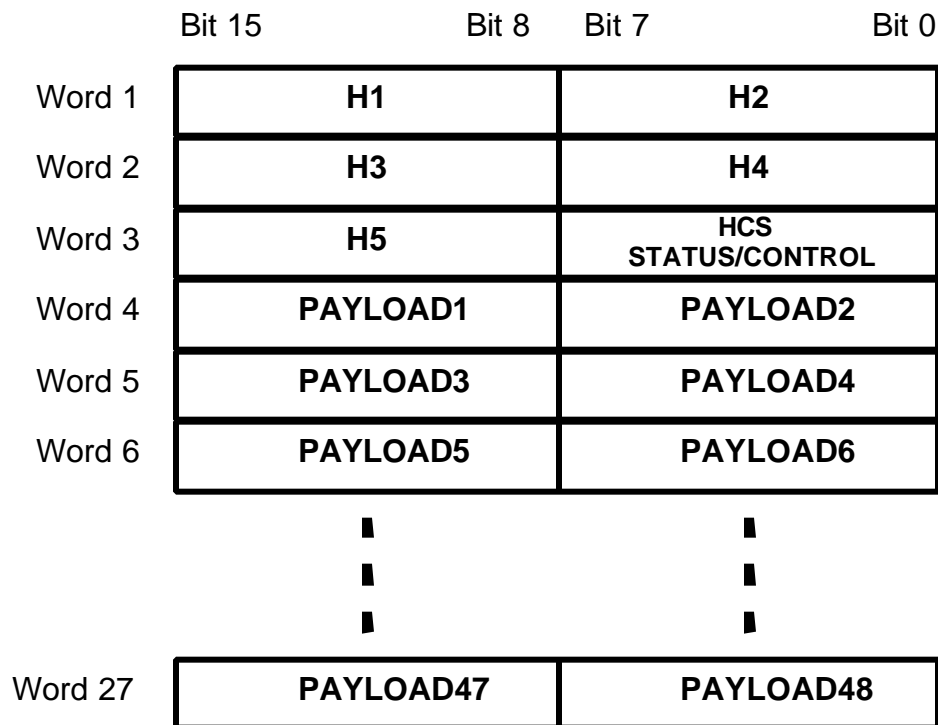 Bit 15 Bit 8 Bit 7 Bit 0
Word 1 H1 H2
Word 2 H3 H4
Word 3 H5 HCS
STATUS/CONTROL
Word 4 PAYLOAD1 PAYLOAD2
Word 5 PAYLOAD3 PAYLOAD4
Word 6 PAYLOAD5 PAYLOAD6
Word 27 PAYLOAD47 PAYLOAD48